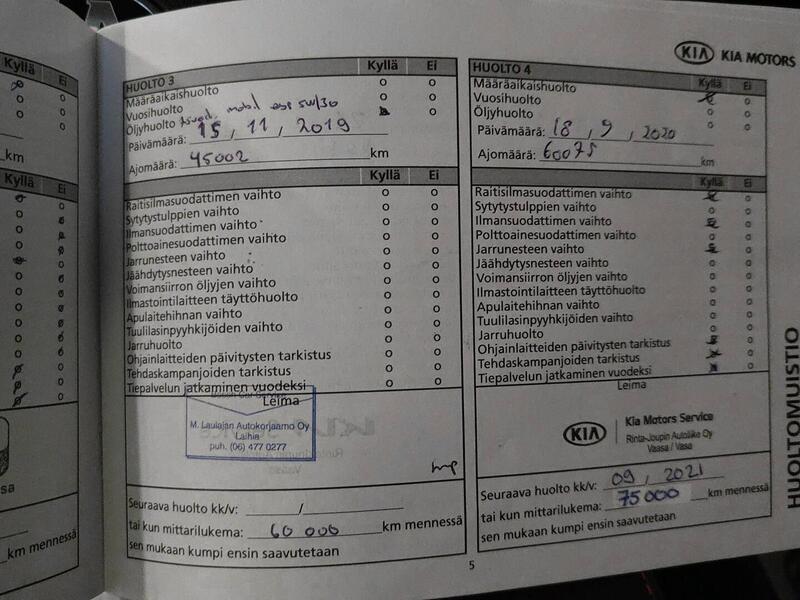 KIA KIA MOTORS
Kyllä Ei
km
Kyllä Ei
sa
km mennessä
HUOLTO 3 Kyllä Ei
Määräaikaishuolto o o
Vuosihuolto o o
Öljyhuolto + suod. mobil esp 5W/30 o
Päivämäärä: 15, 11, 2019
Ajomäärä: 45002 km
Kyllä Ei
Raitisilmasuodattimen vaihto o o
Sytytystulppien vaihto o o
Ilmansuodattimen vaihto o o
Polttoainesuodattimen vaihto o o
Jarrunesteen vaihto o o
Jäähdytysnesteen vaihto o o
Voimansiirron öljyjen vaihto o o
Ilmastointilaitteen täyttöhuolto o o
Apulaitehihnan vaihto o o
Tuulilasinpyyhkijöiden vaihto o o
Jarruhuolto o o
Ohjainlaitteiden päivitysten tarkistus o o
Tehdaskampanjoiden tarkistus o o
Tiepalvelun jatkaminen vuodeksi o o
Leima
M. Laulajan Autokorjaamo Oy
Laihia
puh. (06) 477 0277
Seuraava huolto kk/v: /
tai kun mittarilukema: 60 000 km mennessä
sen mukaan kumpi ensin saavutetaan
HUOLTO 4 Kyllä Ei
Määräaikaishuolto o
Vuosihuolto o
Öljyhuolto o o
Päivämäärä: 18, 9, 2020
Ajomäärä: 60075 km
Kyllä Ei
Raitisilmasuodattimen vaihto o
Sytytystulppien vaihto o o
Ilmansuodattimen vaihto o
Polttoainesuodattimen vaihto o o
Jarrunesteen vaihto o
Jäähdytysnesteen vaihto o o
Voimansiirron öljyjen vaihto o o
Ilmastointilaitteen täyttöhuolto o o
Apulaitehihnan vaihto o o
Tuulilasinpyyhkijöiden vaihto o o
Jarruhuolto o o
Ohjainlaitteiden päivitysten tarkistus o
Tehdaskampanjoiden tarkistus o
Tiepalvelun jatkaminen vuodeksi o
Leima
KIA Kia Motors Service
Rinta-Joupin Autoliike Oy
Vaasa / Vasa
Seuraava huolto kk/v: 09, 2021
tai kun mittarilukema: 75000 km mennessä
sen mukaan kumpi ensin saavutetaan
5
HUOLTOMUISTIO